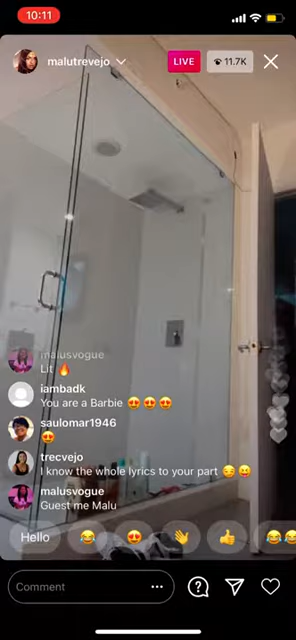 10:11
malutrevejo
LIVE
11.7K
malusvogue
Lit 🔥
iambadk
You are a Barbie 😍😍😍
saulomar1946
😍
trecvejo
I know the whole lyrics to your part 😏😛
malusvogue
Guest me Malu
Hello 😂 😍 👋 👍 😂😂
Comment